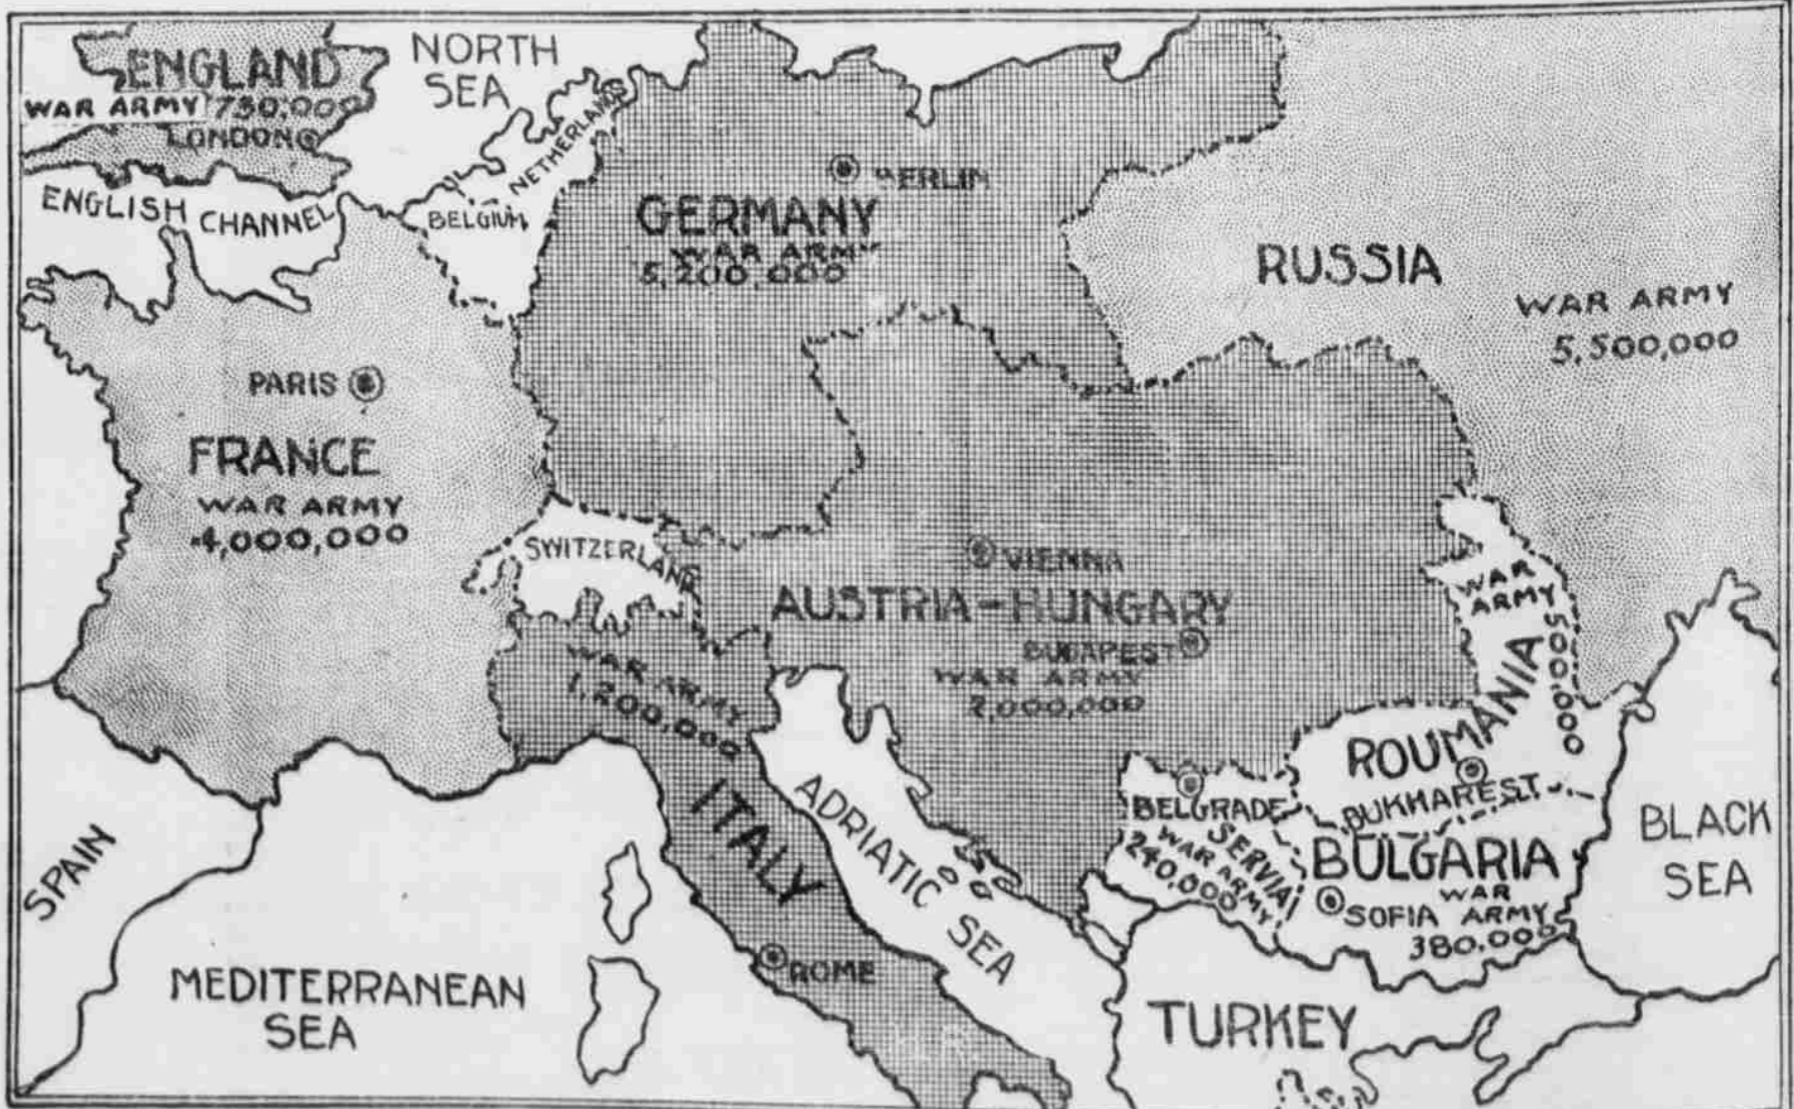 ENGLAND
WAR ARMY 730,000
LONDON
NORTH
SEA
NETHERLANDS
BELGIUM
ENGLISH CHANNEL
BERLIN
GERMANY
WAR ARMY
5,200,000
RUSSIA
WAR ARMY
5,500,000
PARIS
FRANCE
WAR ARMY
4,000,000
SWITZERLAND
VIENNA
AUSTRIA-HUNGARY
BUDAPEST
WAR ARMY
2,000,000
WAR ARMY
1,200,000
ITALY
ROME
ADRIATIC SEA
WAR
ARMY
500,000
ROUMANIA
BUKHAREST
BELGRADE
SERVIA
WAR ARMY
240,000
BULGARIA
SOFIA
WAR
ARMY
380,000
BLACK
SEA
SPAIN
MEDITERRANEAN
SEA
TURKEY